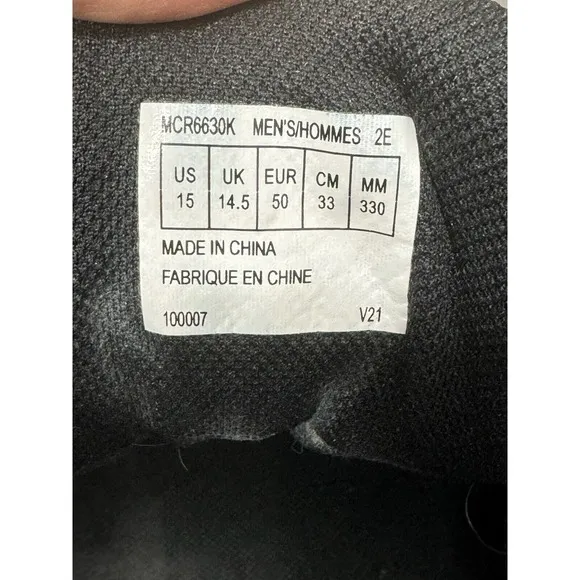 MCR6630K MEN'S/HOMMES 2E
US UK EUR CM MM
15 14.5 50 33 330
MADE IN CHINA
FABRIQUE EN CHINE
100007 V21